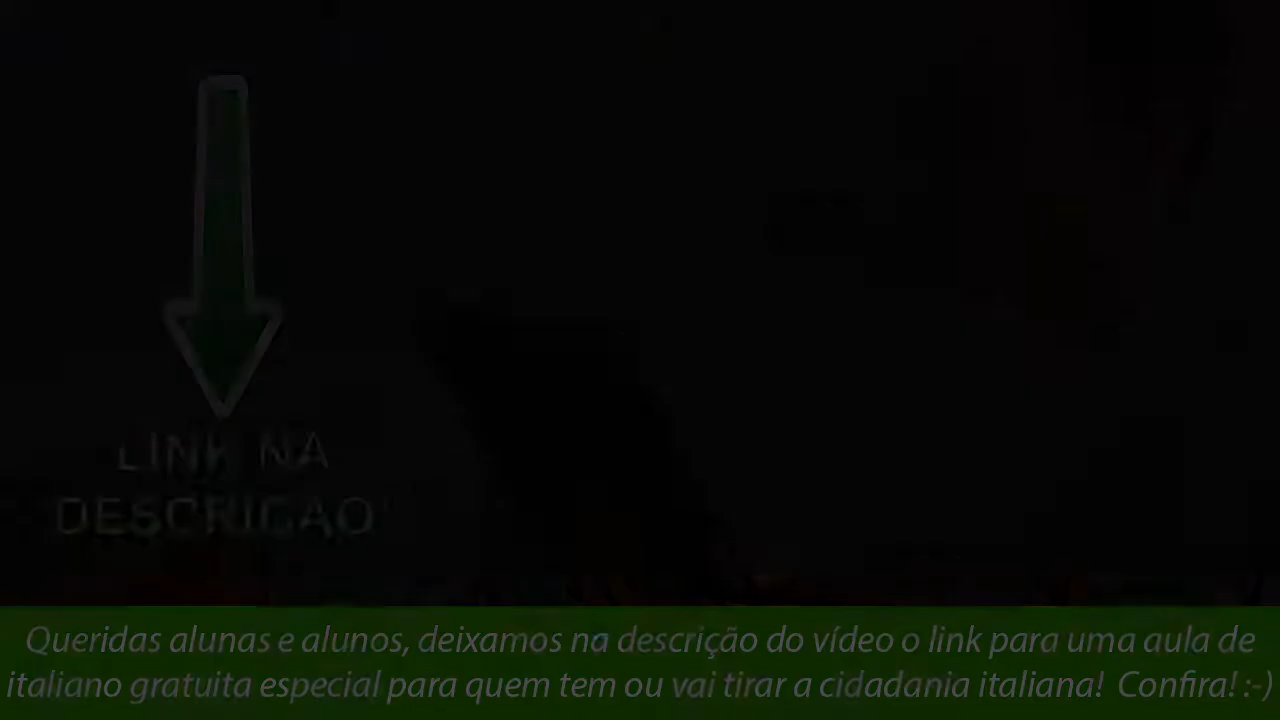 LINK NA
DESCRIÇÃO
Queridas alunas e alunos, deixamos na descrição do vídeo o link para uma aula de
italiano gratuita especial para quem tem ou vai tirar a cidadania italiana! Confira! :-)